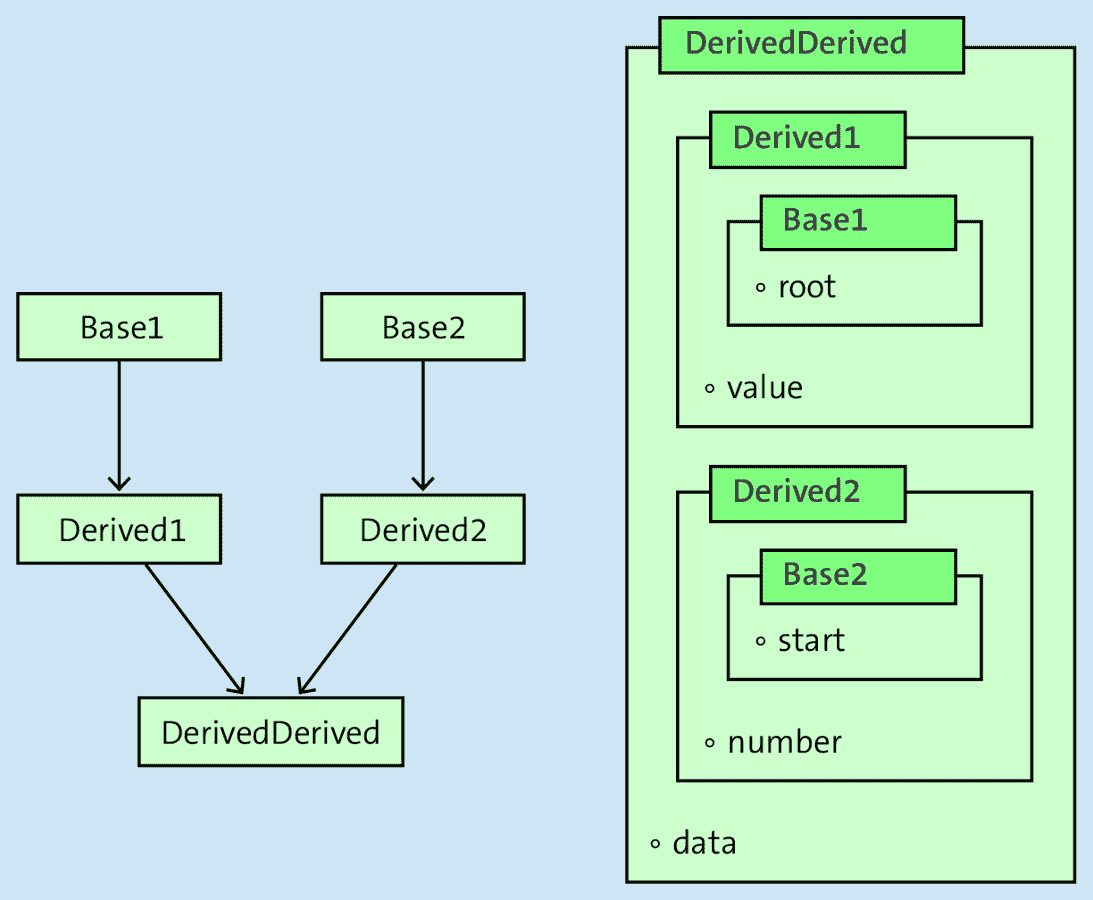 Base1
Base2
Derived1
Derived2
DerivedDerived
DerivedDerived
Derived1
Base1
root
value
Derived2
Base2
start
number
data